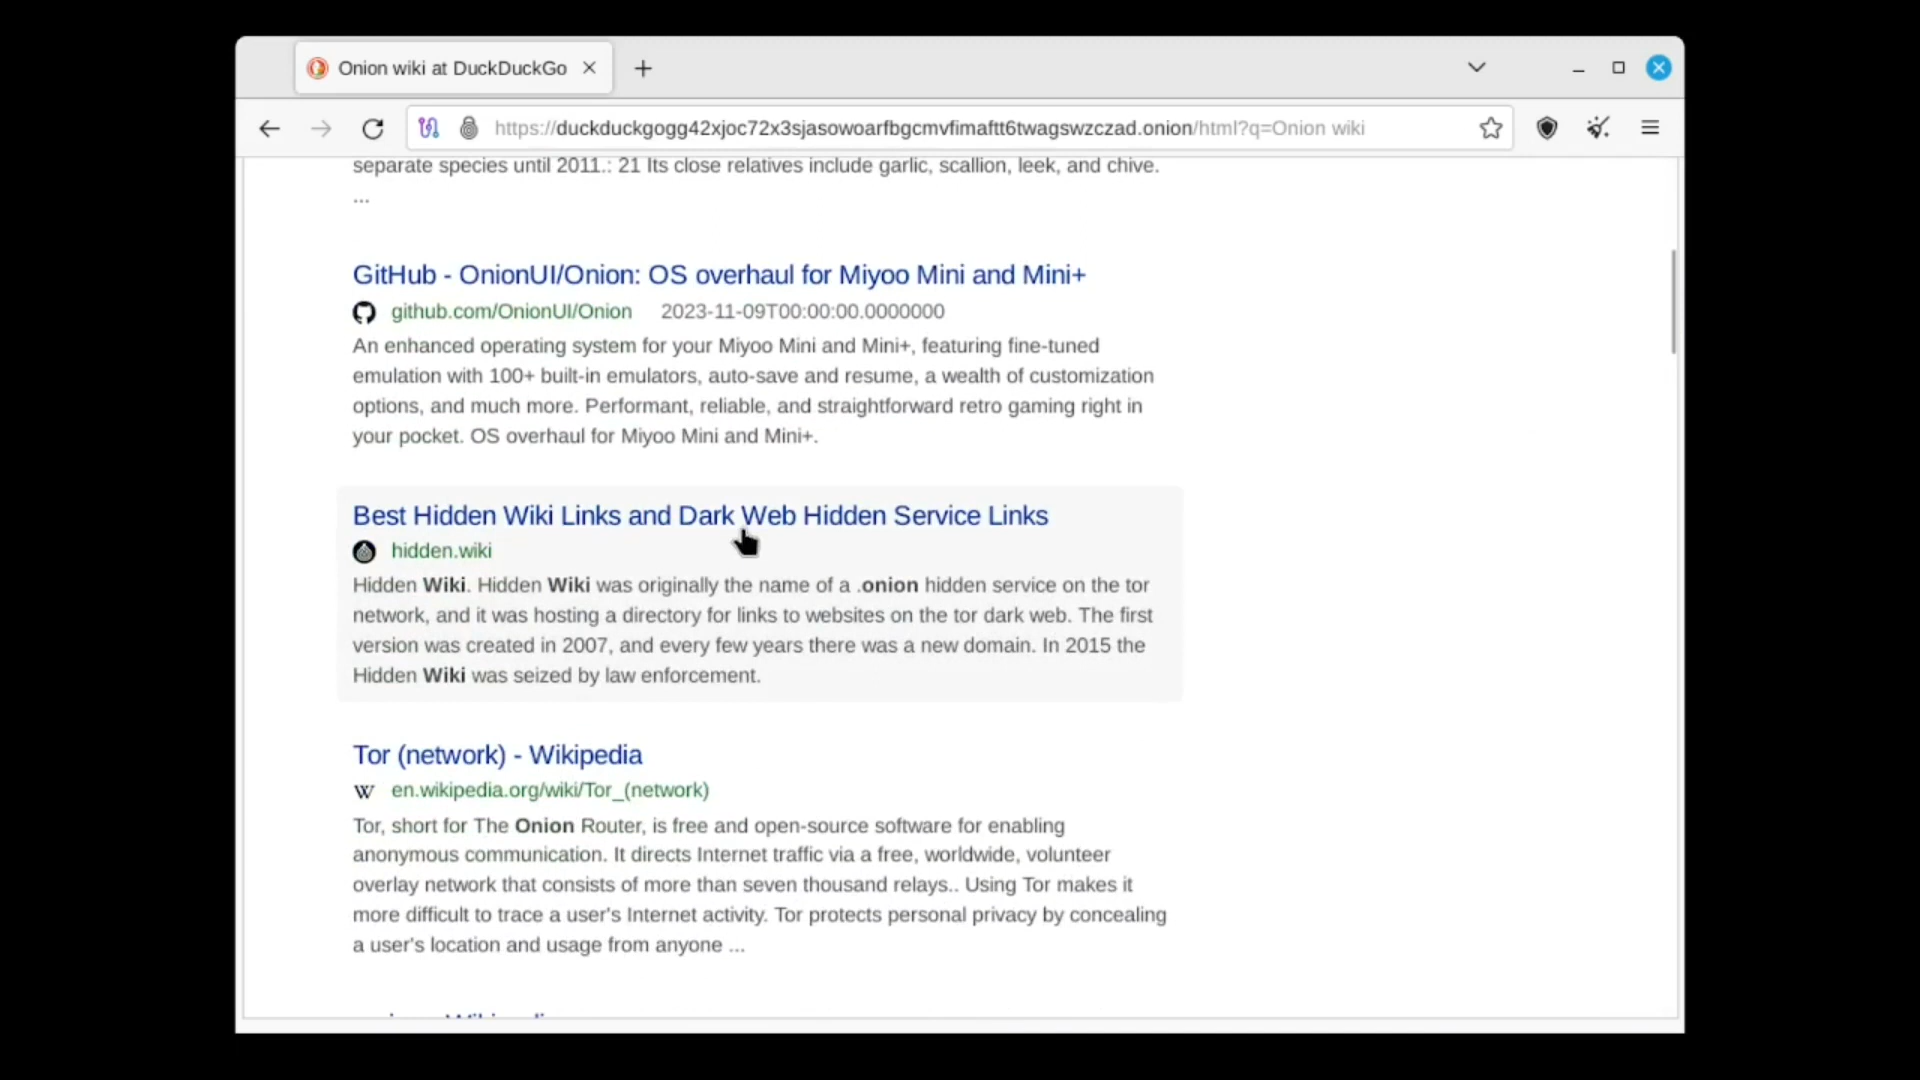 Onion wiki at DuckDuckGo
https://duckduckgogg42xjoc72x3sjasowoarfbgcmvfimaftt6twagswzczad.onion/html?q=Onion wiki
separate species until 2011.: 21 Its close relatives include garlic, scallion, leek, and chive.
...
GitHub - OnionUI/Onion: OS overhaul for Miyoo Mini and Mini+
github.com/OnionUI/Onion 2023-11-09T00:00:00.0000000
An enhanced operating system for your Miyoo Mini and Mini+, featuring fine-tuned
emulation with 100+ built-in emulators, auto-save and resume, a wealth of customization
options, and much more. Performant, reliable, and straightforward retro gaming right in
your pocket. OS overhaul for Miyoo Mini and Mini+.
Best Hidden Wiki Links and Dark Web Hidden Service Links
hidden.wiki
Hidden Wiki. Hidden Wiki was originally the name of a .onion hidden service on the tor
network, and it was hosting a directory for links to websites on the tor dark web. The first
version was created in 2007, and every few years there was a new domain. In 2015 the
Hidden Wiki was seized by law enforcement.
Tor (network) - Wikipedia
W en.wikipedia.org/wiki/Tor_(network)
Tor, short for The Onion Router, is free and open-source software for enabling
anonymous communication. It directs Internet traffic via a free, worldwide, volunteer
overlay network that consists of more than seven thousand relays.. Using Tor makes it
more difficult to trace a user's Internet activity. Tor protects personal privacy by concealing
a user's location and usage from anyone ...